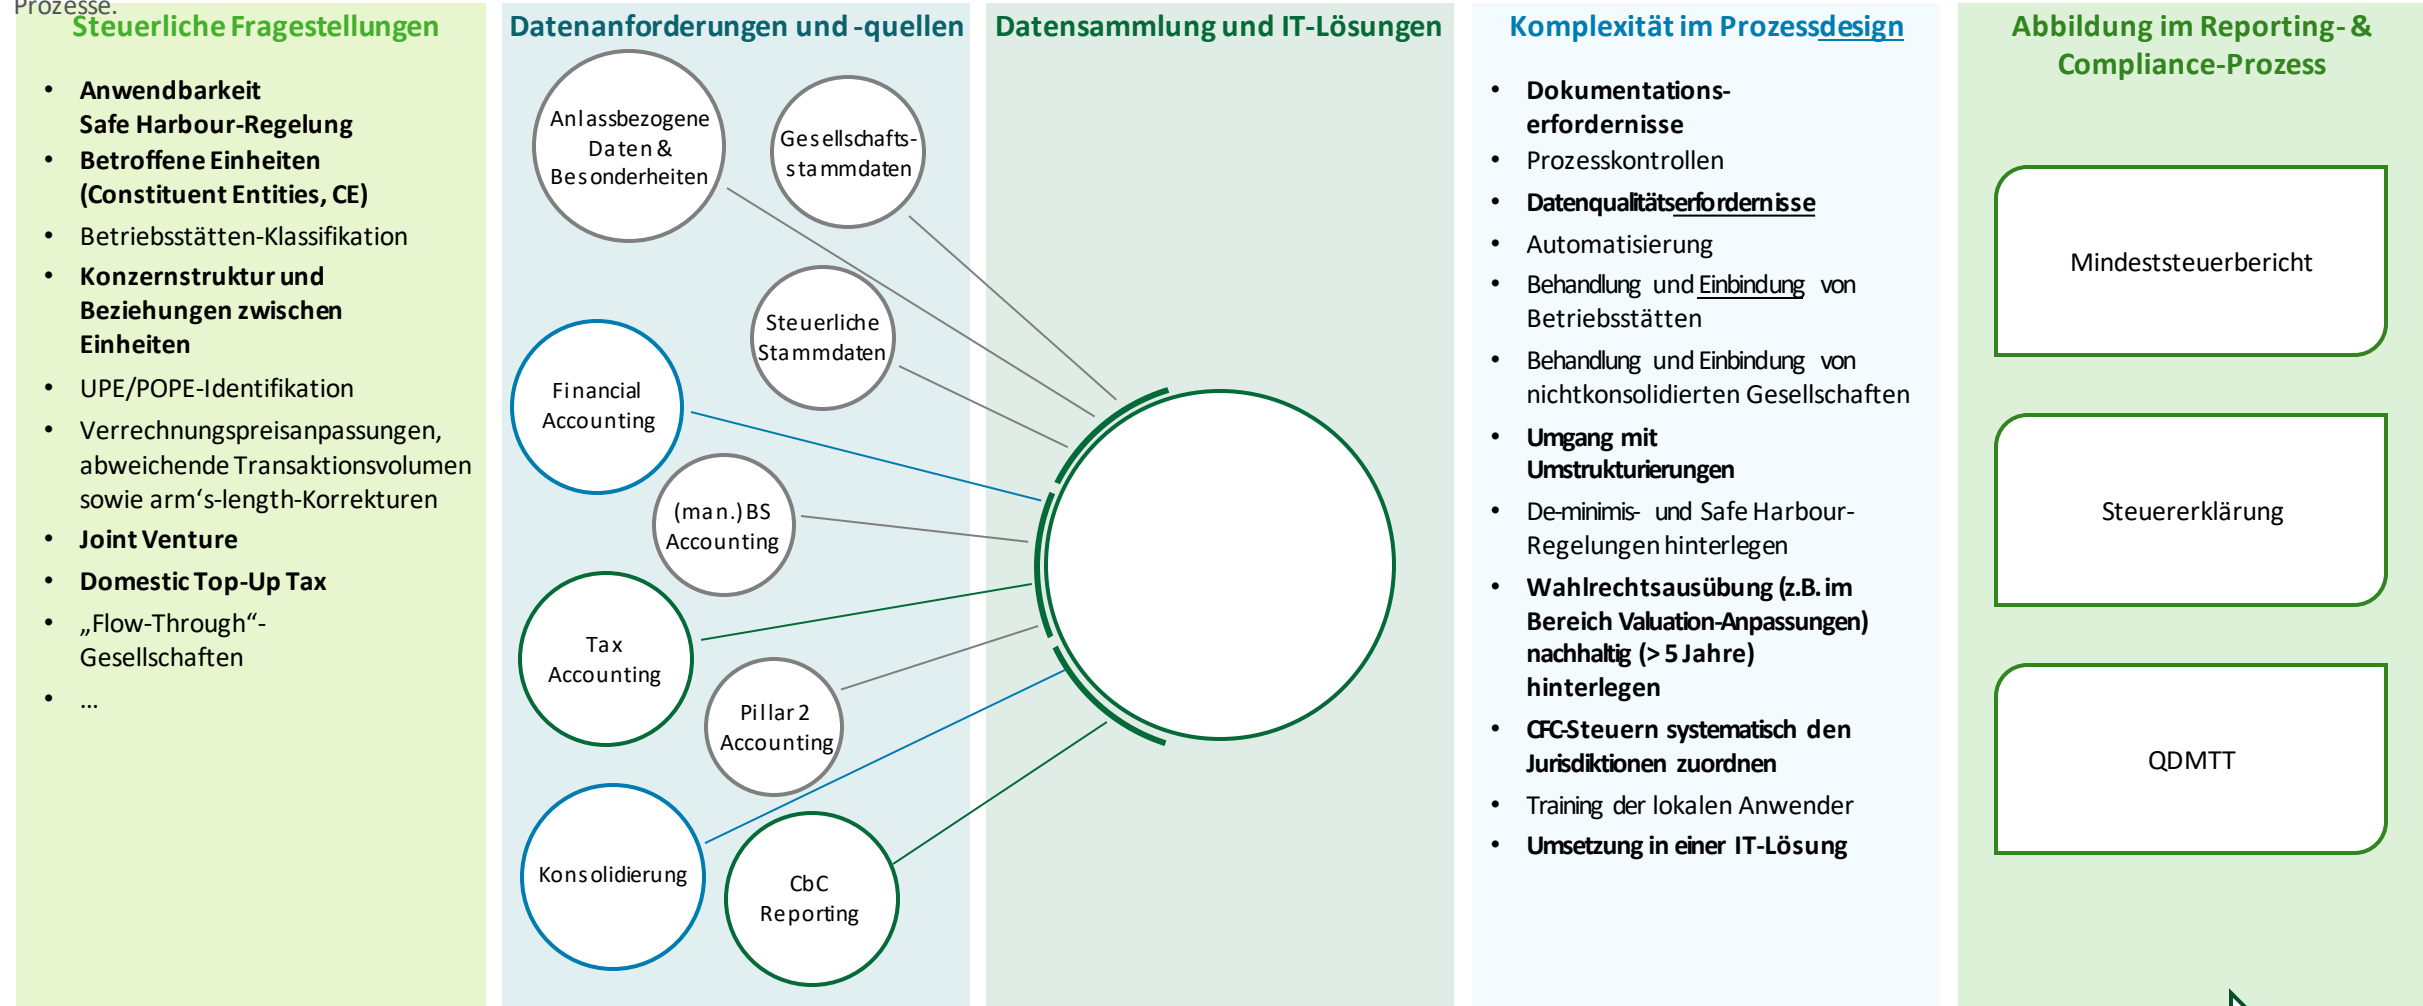 Prozesse.
Steuerliche Fragestellungen
• Anwendbarkeit
Safe Harbour-Regelung
• Betroffene Einheiten
(Constituent Entities, CE)
• Betriebsstätten-Klassifikation
• Konzernstruktur und
Beziehungen zwischen
Einheiten
• UPE/POPE-Identifikation
• Verrechnungspreisanpassungen,
abweichende Transaktionsvolumen
sowie arm‘s-length-Korrekturen
• Joint Venture
• Domestic Top-Up Tax
• „Flow-Through“-
Gesellschaften
• …
Datenanforderungen und -quellen
Anlassbezogene
Daten &
Besonderheiten
Gesellschafts-
stammdaten
Steuerliche
Stammdaten
Financial
Accounting
(man.) BS
Accounting
Tax
Accounting
Pillar 2
Accounting
Konsolidierung
CbC
Reporting
Datensammlung und IT-Lösungen
Komplexität im Prozessdesign
• Dokumentations-
erfordernisse
• Prozesskontrollen
• Datenqualitätserfordernisse
• Automatisierung
• Behandlung und Einbindung von
Betriebsstätten
• Behandlung und Einbindung von
nichtkonsolidierten Gesellschaften
• Umgang mit
Umstrukturierungen
• De-minimis- und Safe Harbour-
Regelungen hinterlegen
• Wahlrechtsausübung (z.B. im
Bereich Valuation-Anpassungen)
nachhaltig (> 5 Jahre)
hinterlegen
• CFC-Steuern systematisch den
Jurisdiktionen zuordnen
• Training der lokalen Anwender
• Umsetzung in einer IT-Lösung
Abbildung im Reporting- &
Compliance-Prozess
Mindeststeuerbericht
Steuererklärung
QDMTT